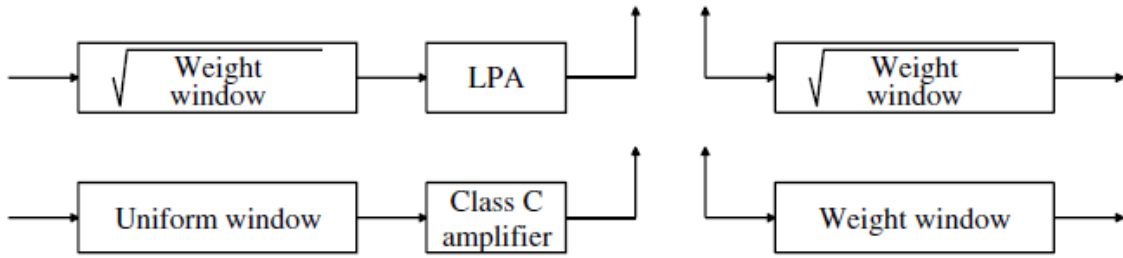 √ Weight
window
LPA
√ Weight
window
Uniform window
Class C
amplifier
Weight window